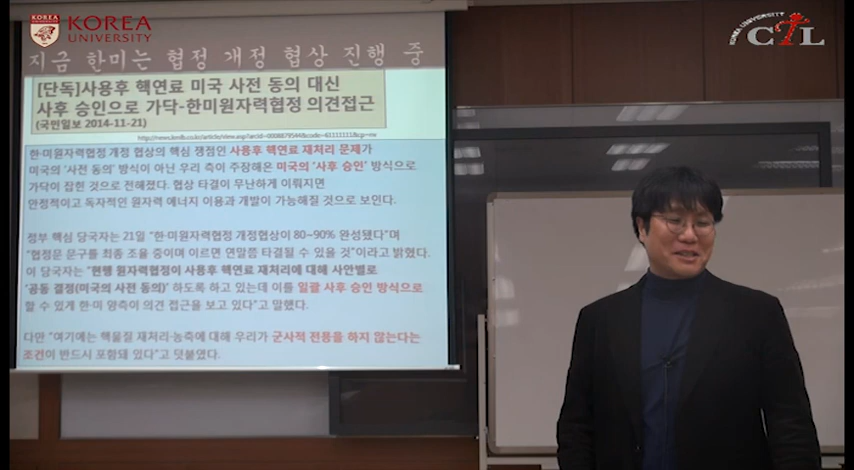 KOREA
UNIVERSITY
KOREA UNIVERSITY
CTL
지금 한미는 협정 개정 협상 진행 중
[단독]사용후 핵연료 미국 사전 동의 대신
사후 승인으로 가닥-한미원자력협정 의견접근
(국민일보 2014-11-21)
한·미원자력협정 개정 협상의 핵심 쟁점인 사용후 핵연료 재처리 문제가
미국의 '사전 동의' 방식이 아닌 우리 측이 주장해온 미국의 '사후 승인' 방식으로
가닥이 잡힌 것으로 전해졌다. 협상 타결이 무난하게 이뤄지면
안정적이고 독자적인 원자력 에너지 이용과 개발이 가능해질 것으로 보인다.
정부 핵심 당국자는 21일 "한·미원자력협정 개정협상이 80~90% 완성됐다"며
"협정문 문구를 최종 조율 중이며 이르면 연말쯤 타결될 수 있을 것"이라고 밝혔다.
이 당국자는 "현행 원자력협정이 사용후 핵연료 재처리에 대해 사안별로
'공동 결정(미국의 사전 동의)' 하도록 하고 있는데 이를 일괄 사후 승인 방식으로
할 수 있게 한·미 양측이 의견 접근을 보고 있다"고 말했다.
다만 "여기에는 핵물질 재처리·농축에 대해 우리가 군사적 전용을 하지 않는다는
조건이 반드시 포함돼 있다"고 덧붙였다.